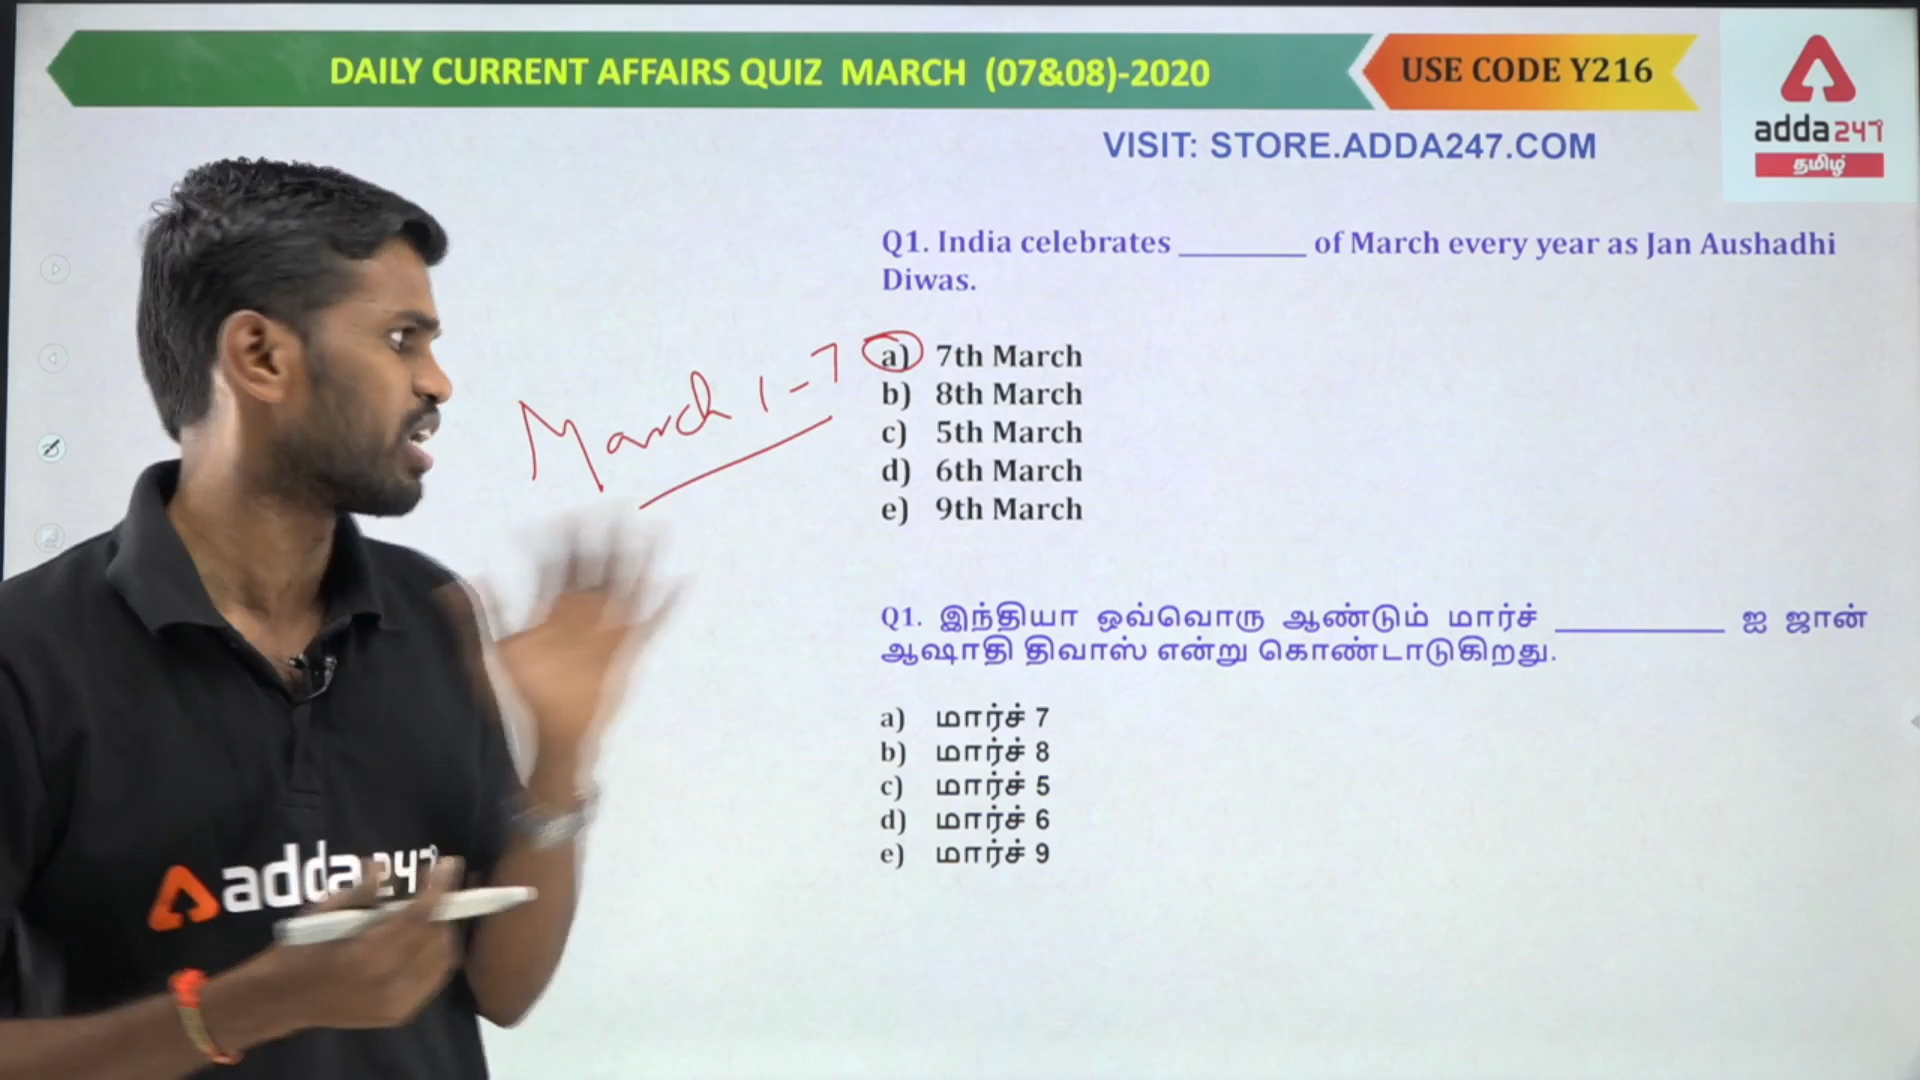 DAILY CURRENT AFFAIRS QUIZ MARCH (07&08)-2020
USE CODE Y216
adda247
தமிழ்
VISIT: STORE.ADDA247.COM
Q1. India celebrates ________ of March every year as Jan Aushadhi
Diwas.
March 1-7
a) 7th March
b) 8th March
c) 5th March
d) 6th March
e) 9th March
Q1. இந்தியா ஒவ்வொரு ஆண்டும் மார்ச் ___________ ஐ ஜான்
ஆஷாதி திவாஸ் என்று கொண்டாடுகிறது.
a) மார்ச் 7
b) மார்ச் 8
c) மார்ச் 5
d) மார்ச் 6
e) மார்ச் 9
adda247